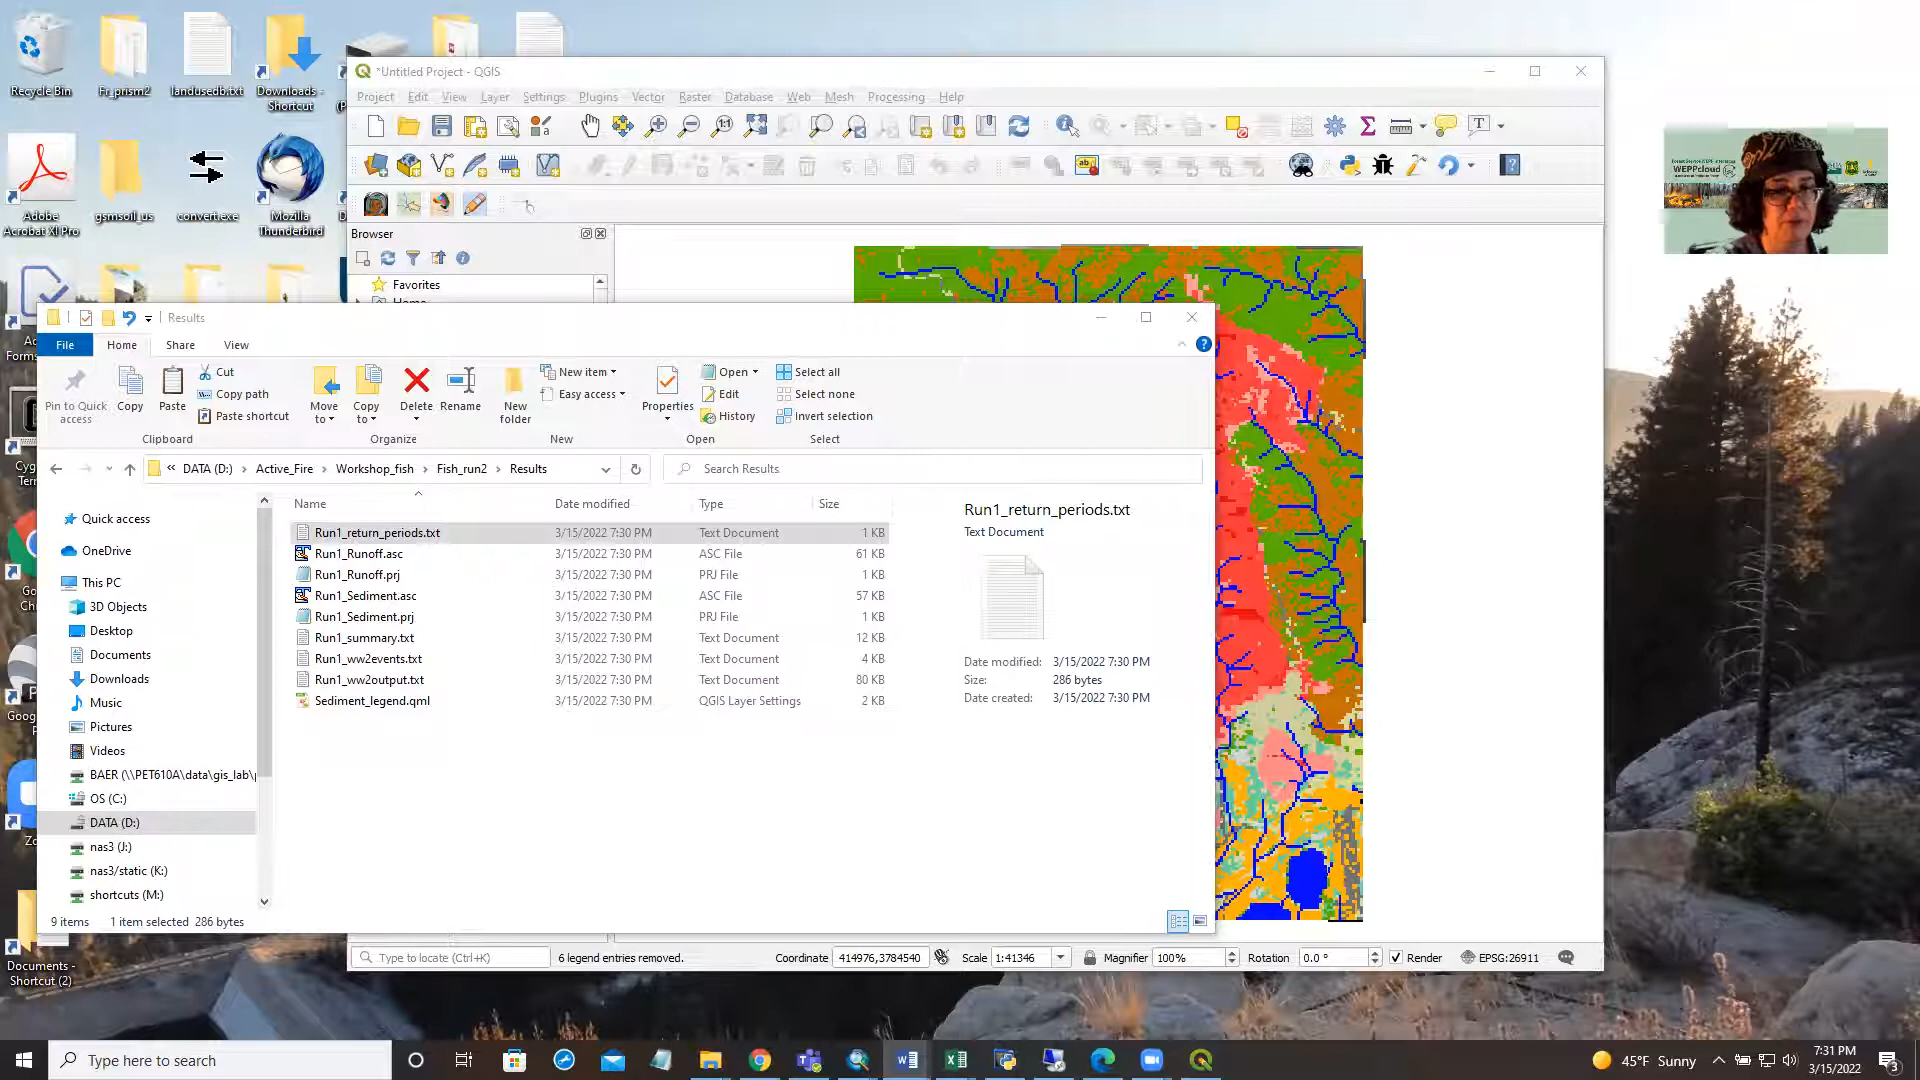 Recycle Bin
Fr_prism2
landusedb.txt
Downloads -
Shortcut
Adobe
Acrobat XI Pro
gsmsoil_us
convert.exe
Mozilla
Thunderbird
*Untitled Project - QGIS
Project Edit View Layer Settings Plugins Vector Raster Database Web Mesh Processing Help
Browser
Favorites
Home
WEPPcloud
Results
File Home Share View
Pin to Quick
access
Copy
Paste
Cut
Copy path
Paste shortcut
Move
to
Copy
to
Delete
Rename
New
folder
New item
Easy access
Properties
Open
Edit
History
Select all
Select none
Invert selection
Clipboard Organize New Open Select
« DATA (D:) › Active_Fire › Workshop_fish › Fish_run2 › Results
Search Results
Quick access
OneDrive
This PC
3D Objects
Desktop
Documents
Downloads
Music
Pictures
Videos
BAER (\\PET610A\data\gis_lab\
OS (C:)
DATA (D:)
nas3 (J:)
nas3/static (K:)
shortcuts (M:)
Name Date modified Type Size
Run1_return_periods.txt 3/15/2022 7:30 PM Text Document 1 KB
Run1_Runoff.asc 3/15/2022 7:30 PM ASC File 61 KB
Run1_Runoff.prj 3/15/2022 7:30 PM PRJ File 1 KB
Run1_Sediment.asc 3/15/2022 7:30 PM ASC File 57 KB
Run1_Sediment.prj 3/15/2022 7:30 PM PRJ File 1 KB
Run1_summary.txt 3/15/2022 7:30 PM Text Document 12 KB
Run1_ww2events.txt 3/15/2022 7:30 PM Text Document 4 KB
Run1_ww2output.txt 3/15/2022 7:30 PM Text Document 80 KB
Sediment_legend.qml 3/15/2022 7:30 PM QGIS Layer Settings 2 KB
Run1_return_periods.txt
Text Document
Date modified: 3/15/2022 7:30 PM
Size: 286 bytes
Date created: 3/15/2022 7:30 PM
9 items 1 item selected 286 bytes
Type to locate (Ctrl+K) 6 legend entries removed. Coordinate 414976,3784540 Scale 1:41346 Magnifier 100% Rotation 0.0 ° Render EPSG:26911
Documents -
Shortcut (2)
Type here to search
45°F Sunny
7:31 PM
3/15/2022
3